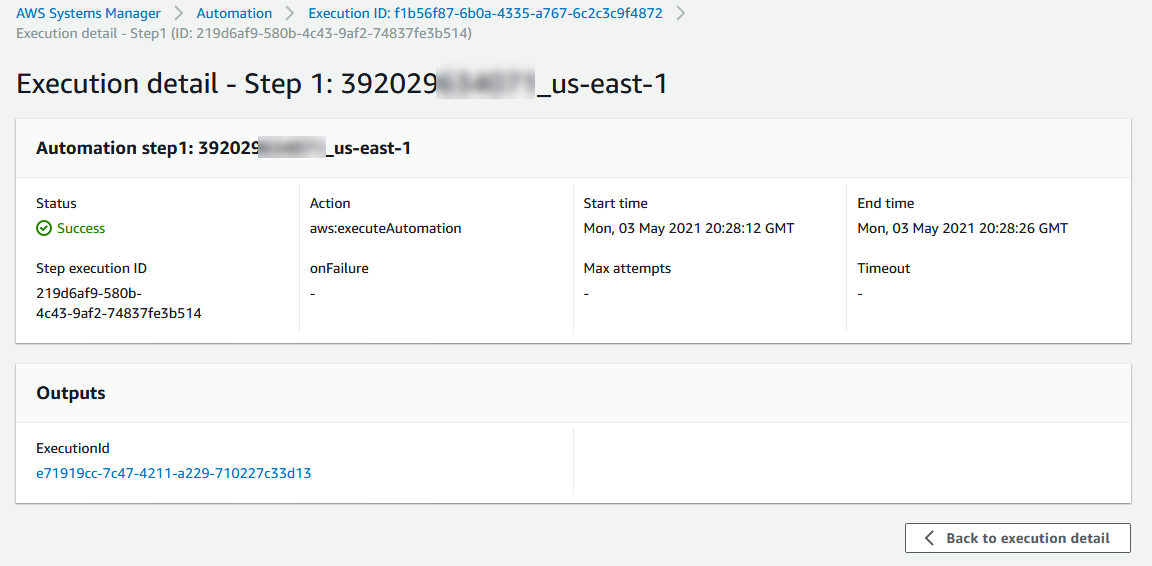 AWS Systems Manager > Automation > Execution ID: f1b56f87-6b0a-4335-a767-6c2c3c9f4872 >
Execution detail - Step1 (ID: 219d6af9-580b-4c43-9af2-74837fe3b514)
Execution detail - Step 1: 392029 _us-east-1
Automation step1: 392029 _us-east-1
Status
Success
Action
aws:executeAutomation
Start time
Mon, 03 May 2021 20:28:12 GMT
End time
Mon, 03 May 2021 20:28:26 GMT
Step execution ID
219d6af9-580b-
4c43-9af2-74837fe3b514
onFailure
-
Max attempts
-
Timeout
-
Outputs
ExecutionId
e71919cc-7c47-4211-a229-710227c33d13
Back to execution detail